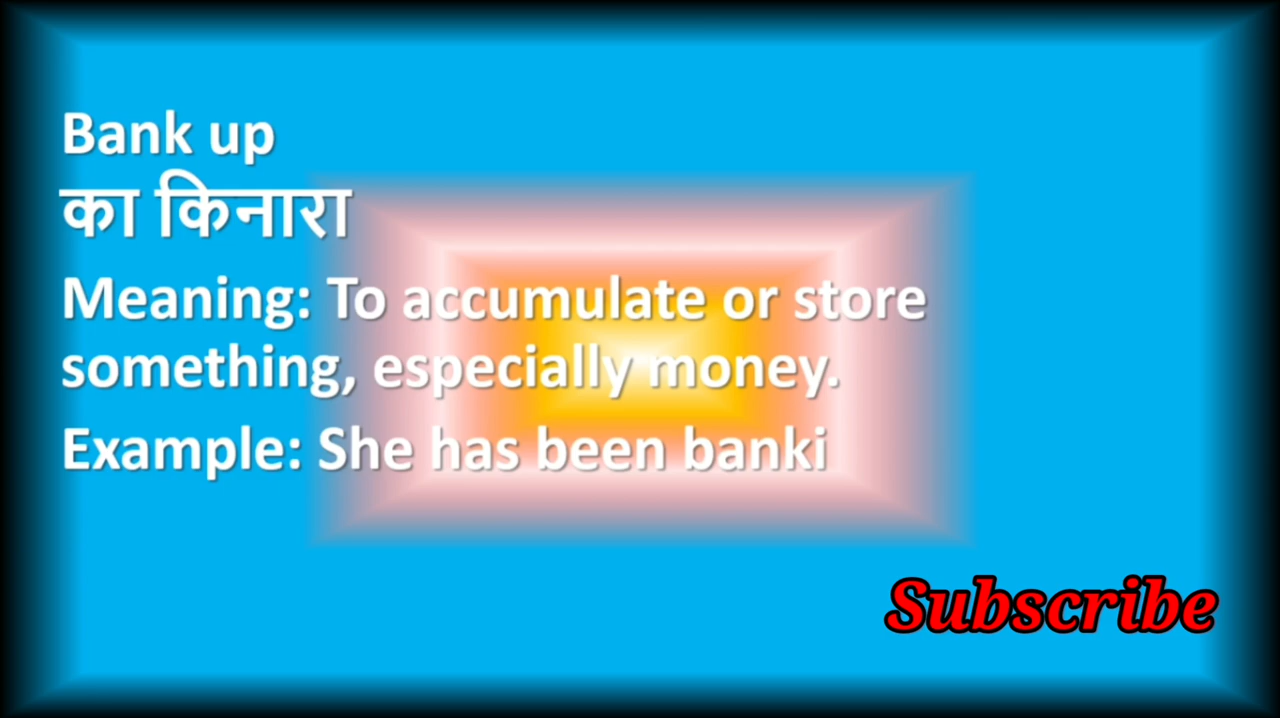 Bank up
का किनारा
Meaning: To accumulate or store
something, especially money.
Example: She has been banki
Subscribe